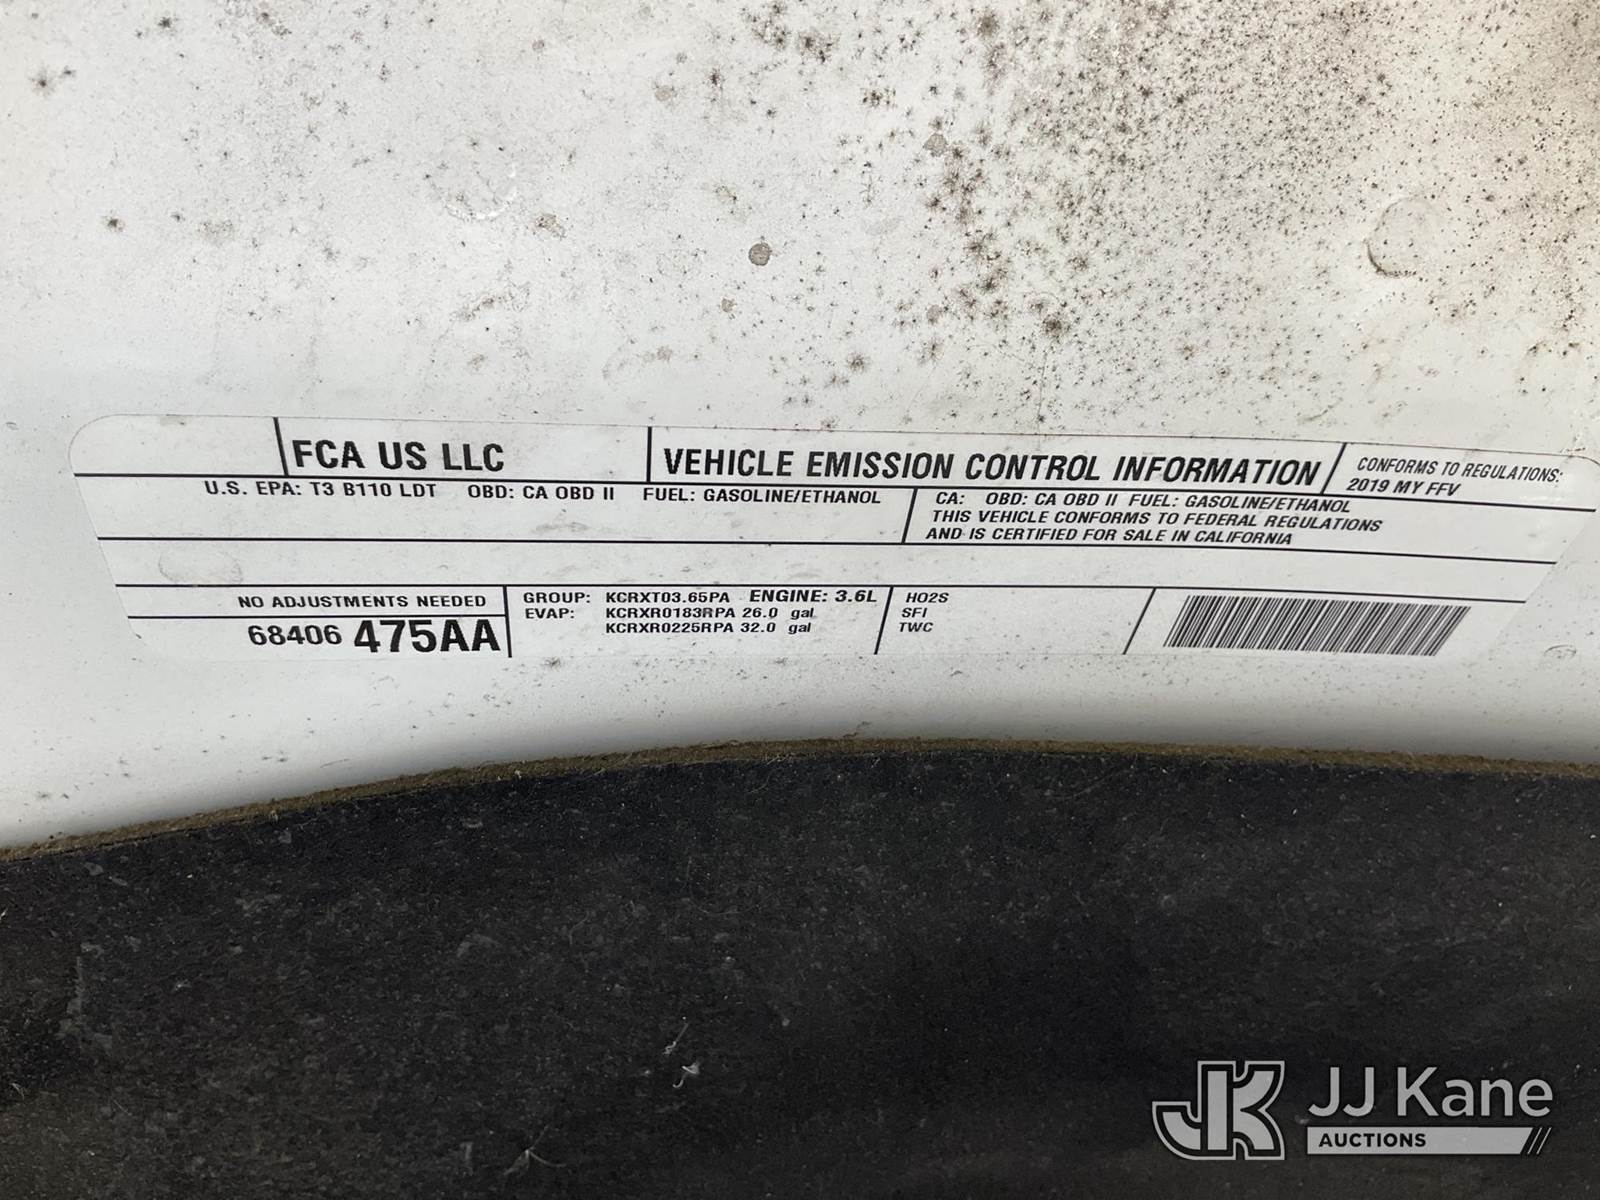 FCA US LLC
VEHICLE EMISSION CONTROL INFORMATION
CONFORMS TO REGULATIONS:
2019 MY FFV
U.S. EPA: T3 B110 LDT OBD: CA OBD II FUEL: GASOLINE/ETHANOL
CA: OBD: CA OBD II FUEL: GASOLINE/ETHANOL
THIS VEHICLE CONFORMS TO FEDERAL REGULATIONS
AND IS CERTIFIED FOR SALE IN CALIFORNIA
NO ADJUSTMENTS NEEDED
68406 475AA
GROUP: KCRXT03.65PA ENGINE: 3.6L
EVAP: KCRXR0183RPA 26.0 gal
KCRXR0225RPA 32.0 gal
HO2S
SFI
TWC
JK JJ Kane
AUCTIONS